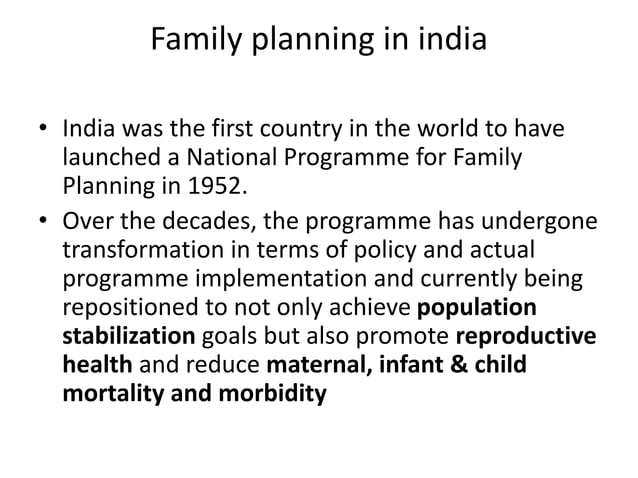 Family planning in india
• India was the first country in the world to have
launched a National Programme for Family
Planning in 1952.
• Over the decades, the programme has undergone
transformation in terms of policy and actual
programme implementation and currently being
repositioned to not only achieve population
stabilization goals but also promote reproductive
health and reduce maternal, infant & child
mortality and morbidity